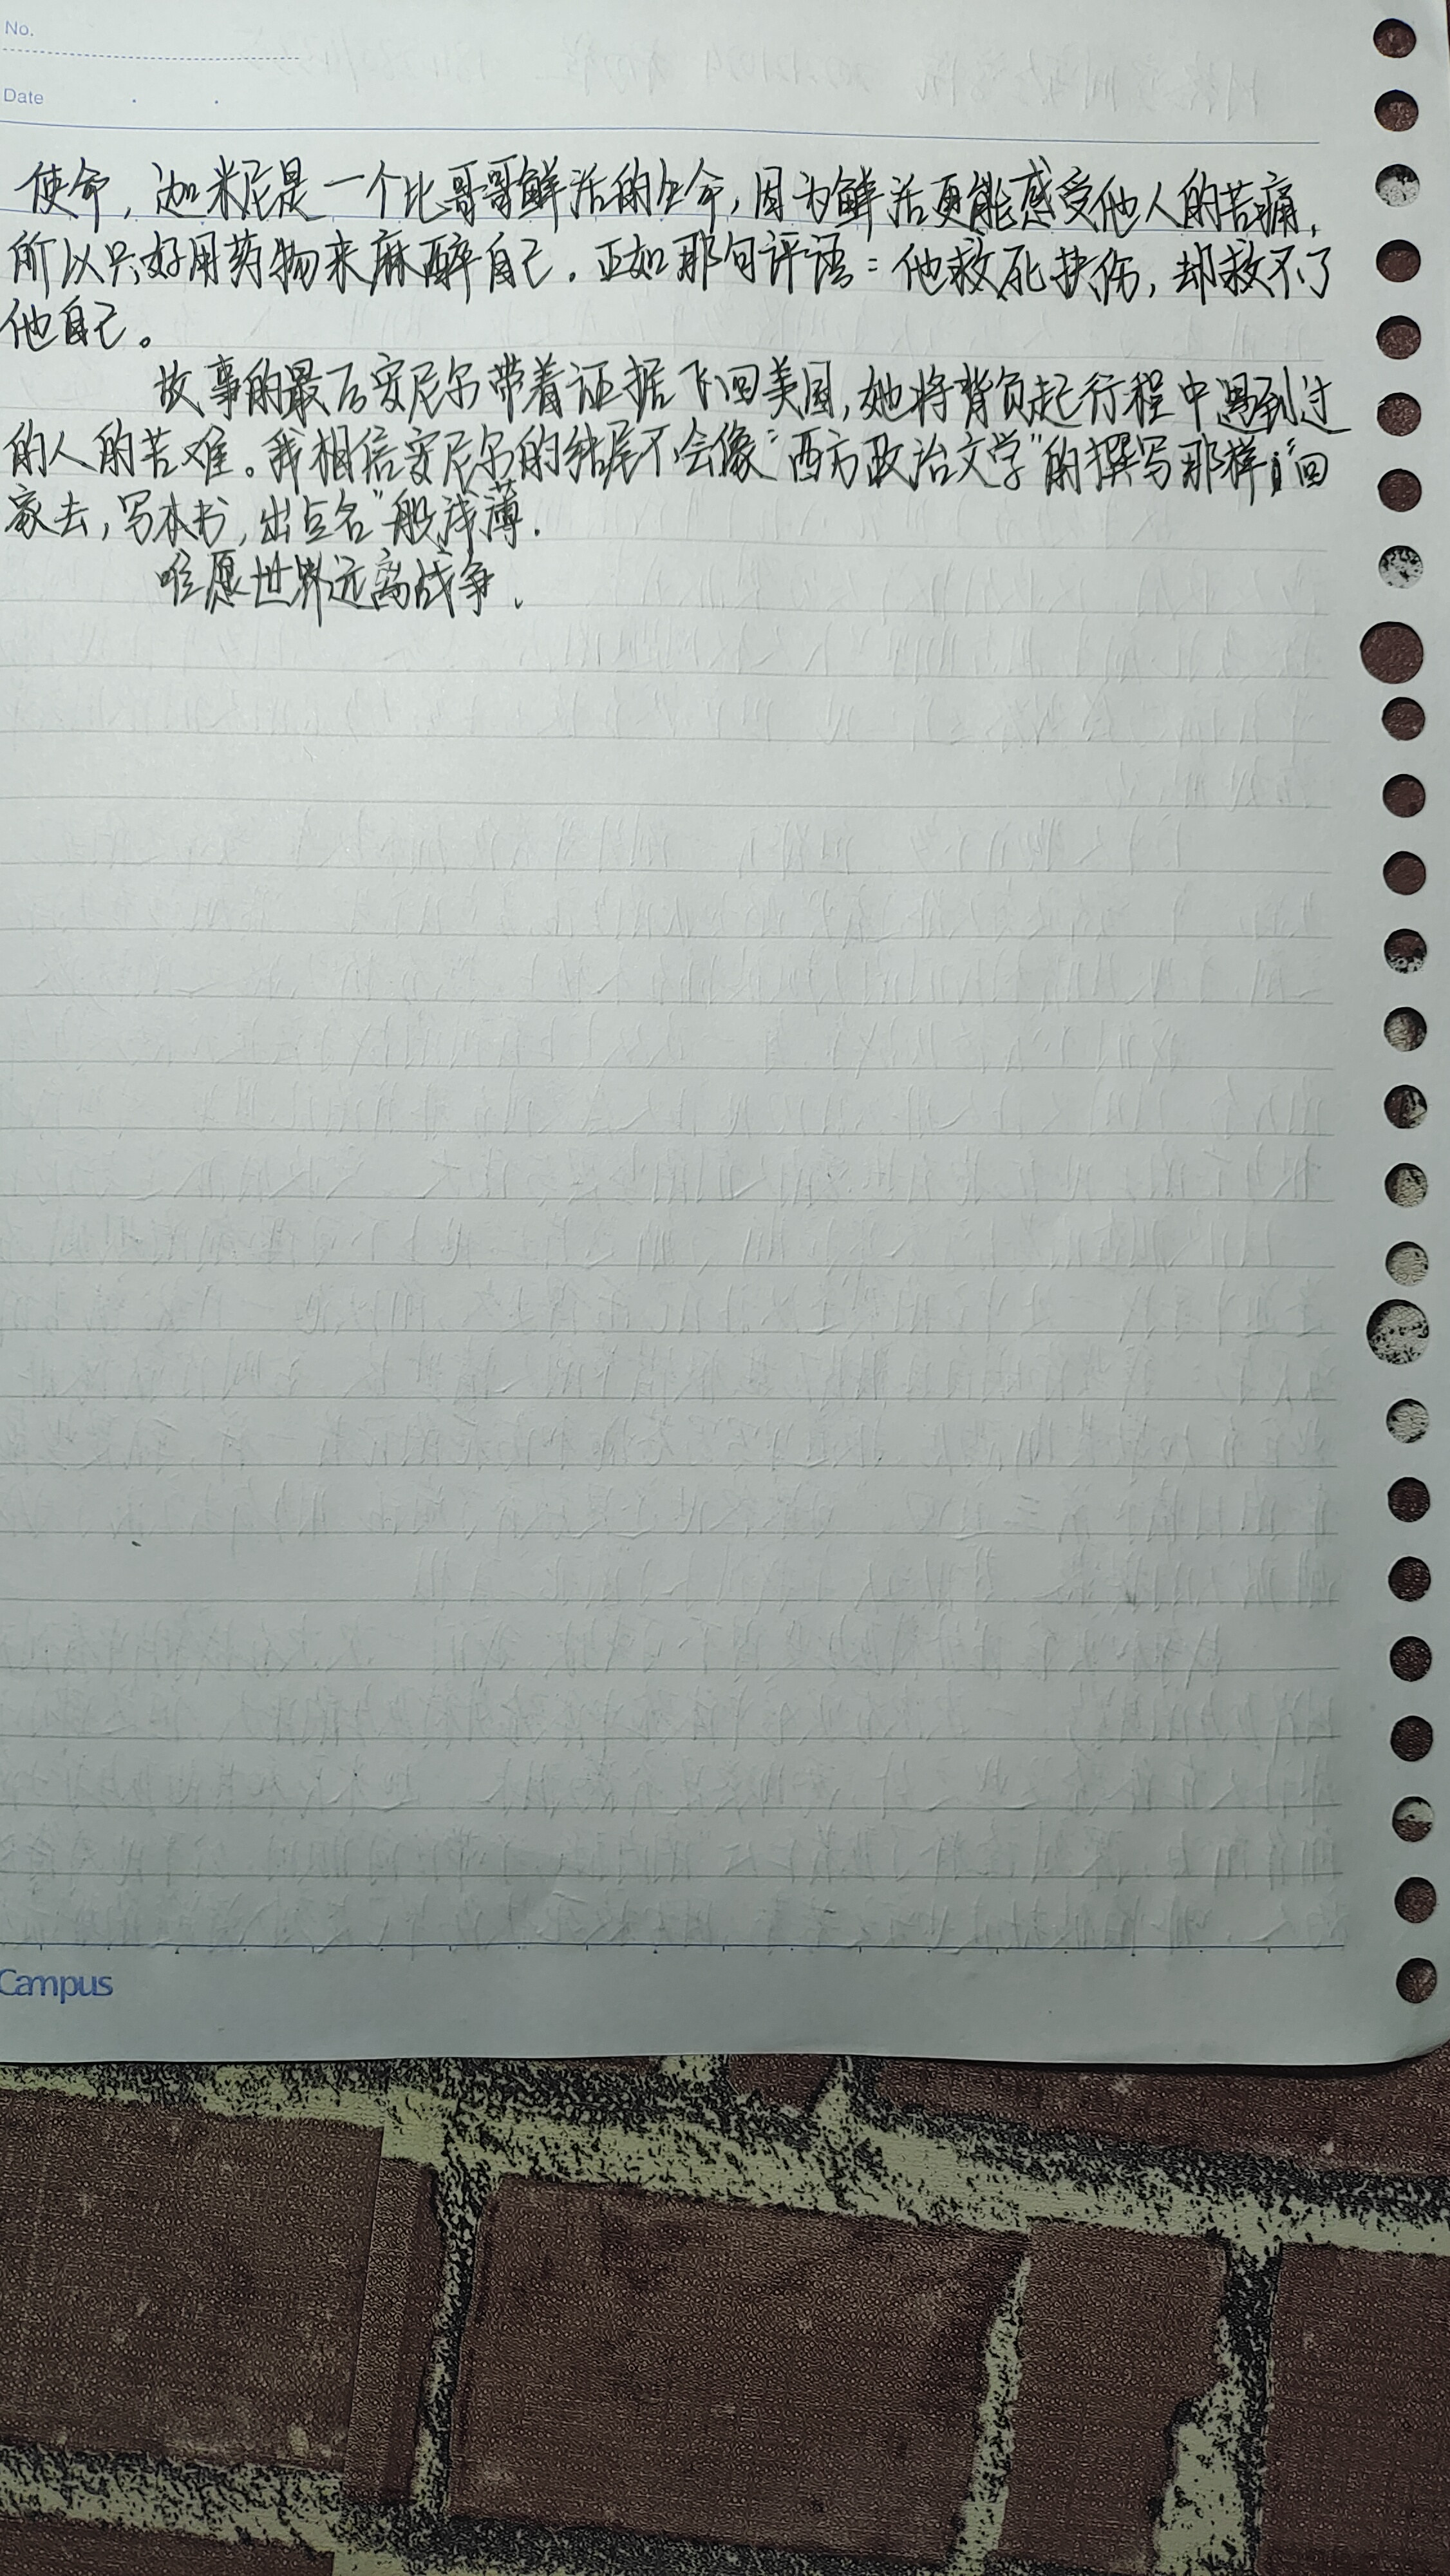 No.
Date
使命，迦米尼是一个比哥哥鲜活的生命，因为鲜活更能感受他人的苦痛，
所以只好用药物来麻醉自己．正如那句评语：他救死扶伤，却救不了
他自己。
故事的最后安尼尔带着证据飞回美国，她将背负起行程中遇到过
的人的苦难。我相信安尼尔的结尾不会像“西方政治文学”的撰写那样“回
家去，写本书，出点名”般浅薄．
唯愿世界远离战争．
Campus